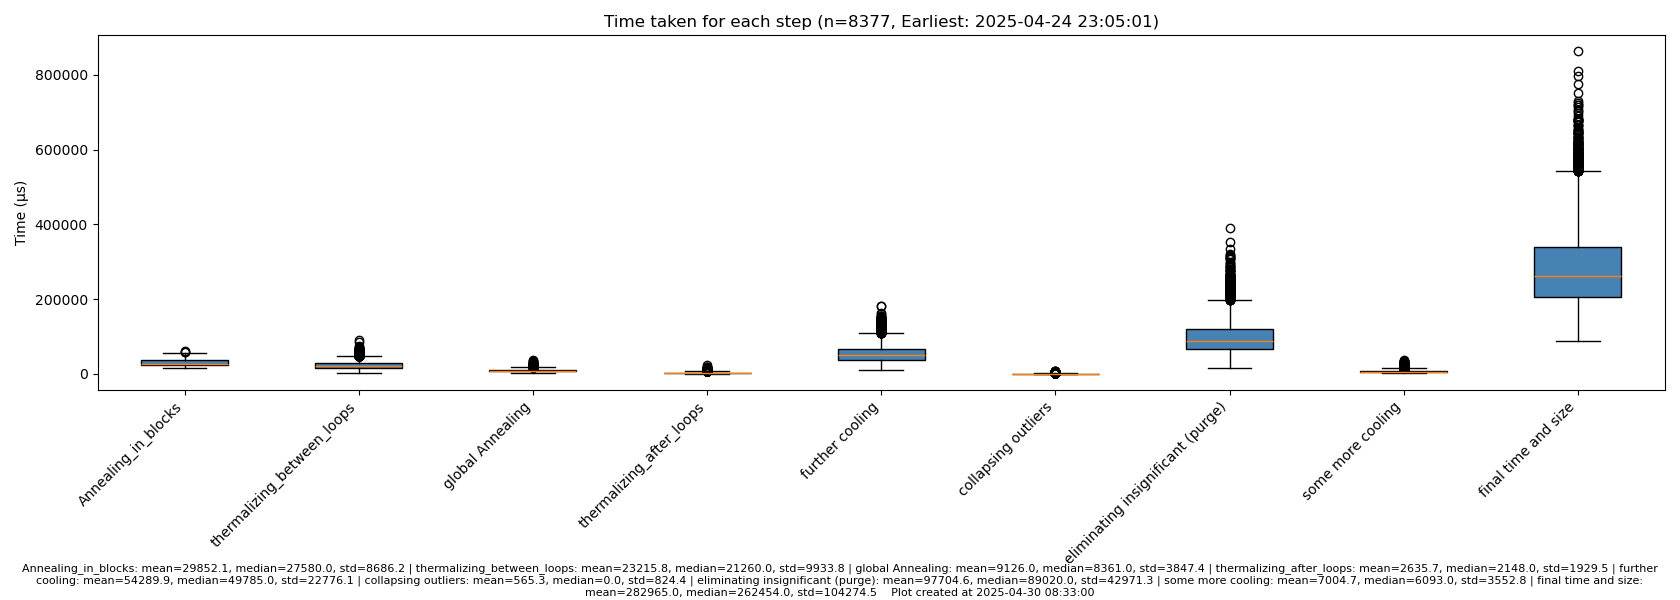 Time taken for each step (n=8377, Earliest: 2025-04-24 23:05:01)
Time (µs)
800000
600000
400000
200000
0
Annealing_in_blocks
thermalizing_between_loops
global Annealing
thermalizing_after_loops
further cooling
collapsing outliers
eliminating insignificant (purge)
some more cooling
final time and size
Annealing_in_blocks: mean=29852.1, median=27580.0, std=8686.2 | thermalizing_between_loops: mean=23215.8, median=21260.0, std=9933.8 | global Annealing: mean=9126.0, median=8361.0, std=3847.4 | thermalizing_after_loops: mean=2635.7, median=2148.0, std=1929.5 | further
cooling: mean=54289.9, median=49785.0, std=22776.1 | collapsing outliers: mean=565.3, median=0.0, std=824.4 | eliminating insignificant (purge): mean=97704.6, median=89020.0, std=42971.3 | some more cooling: mean=7004.7, median=6093.0, std=3552.8 | final time and size:
mean=282965.0, median=262454.0, std=104274.5    Plot created at 2025-04-30 08:33:00